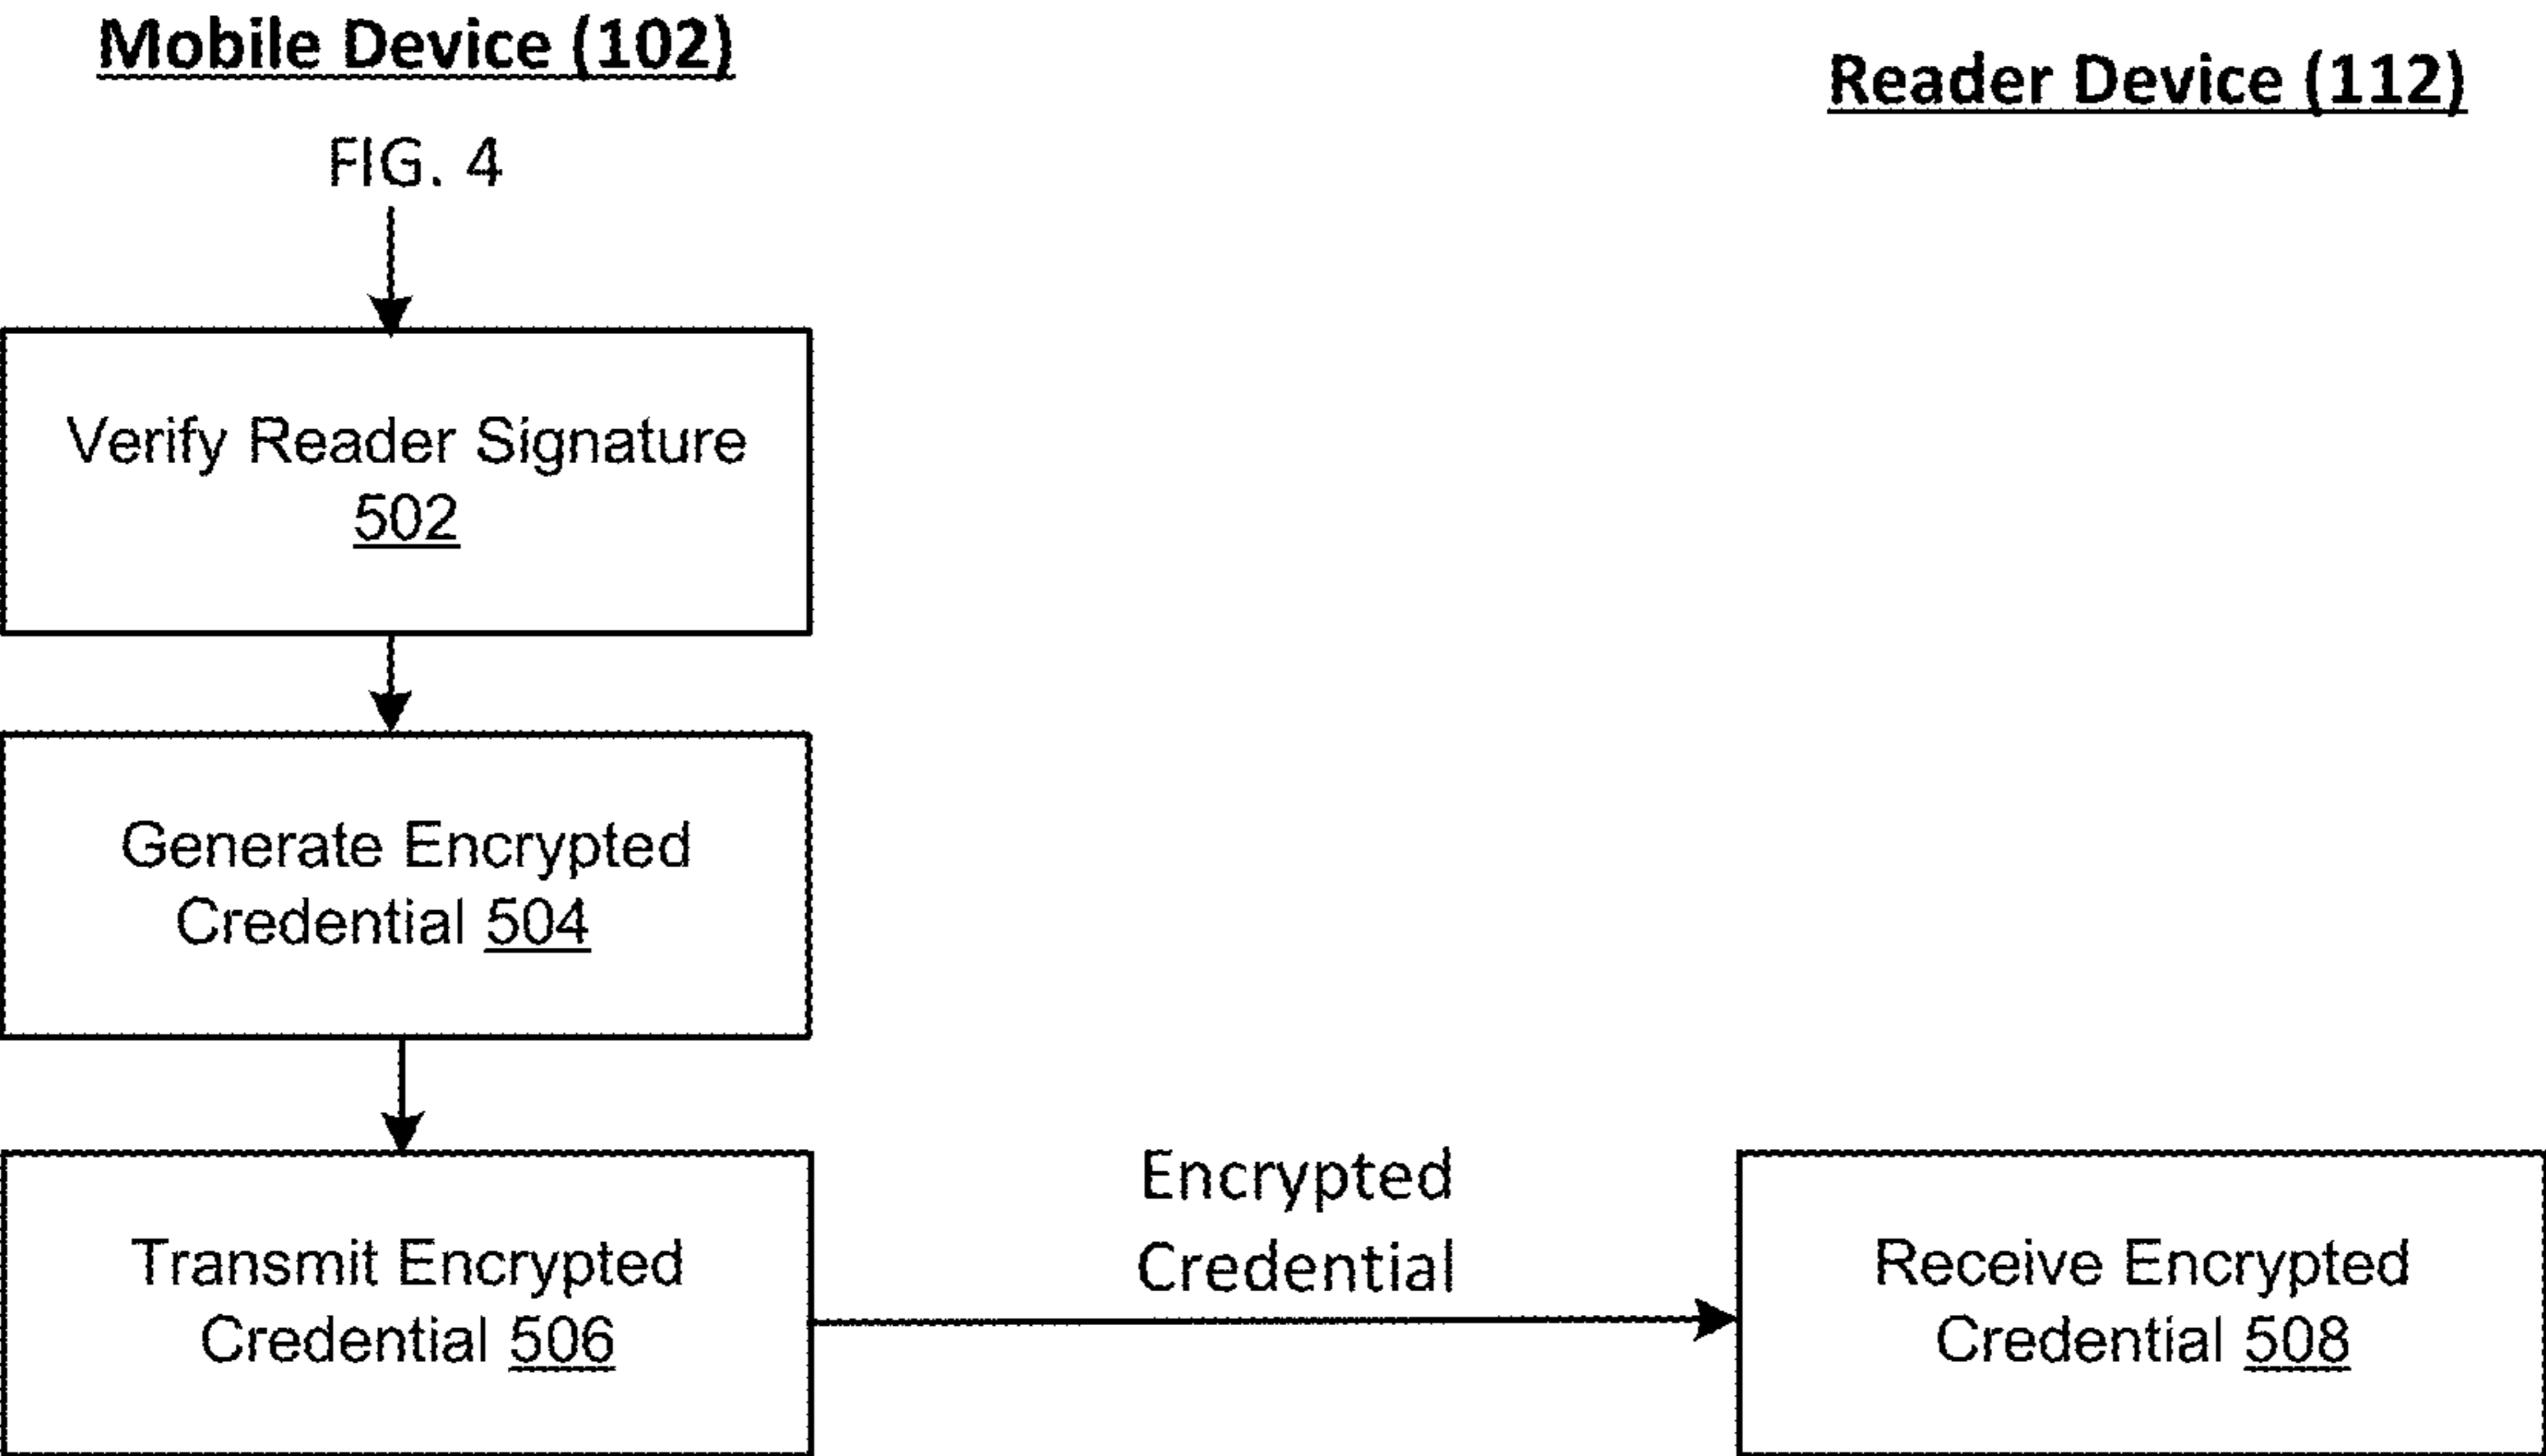 Mobile Device (102)
Reader Device (112)
FIG. 4
Verify Reader Signature
502
Generate Encrypted
Credential 504
Transmit Encrypted
Credential 506
Encrypted
Credential
Receive Encrypted
Credential 508